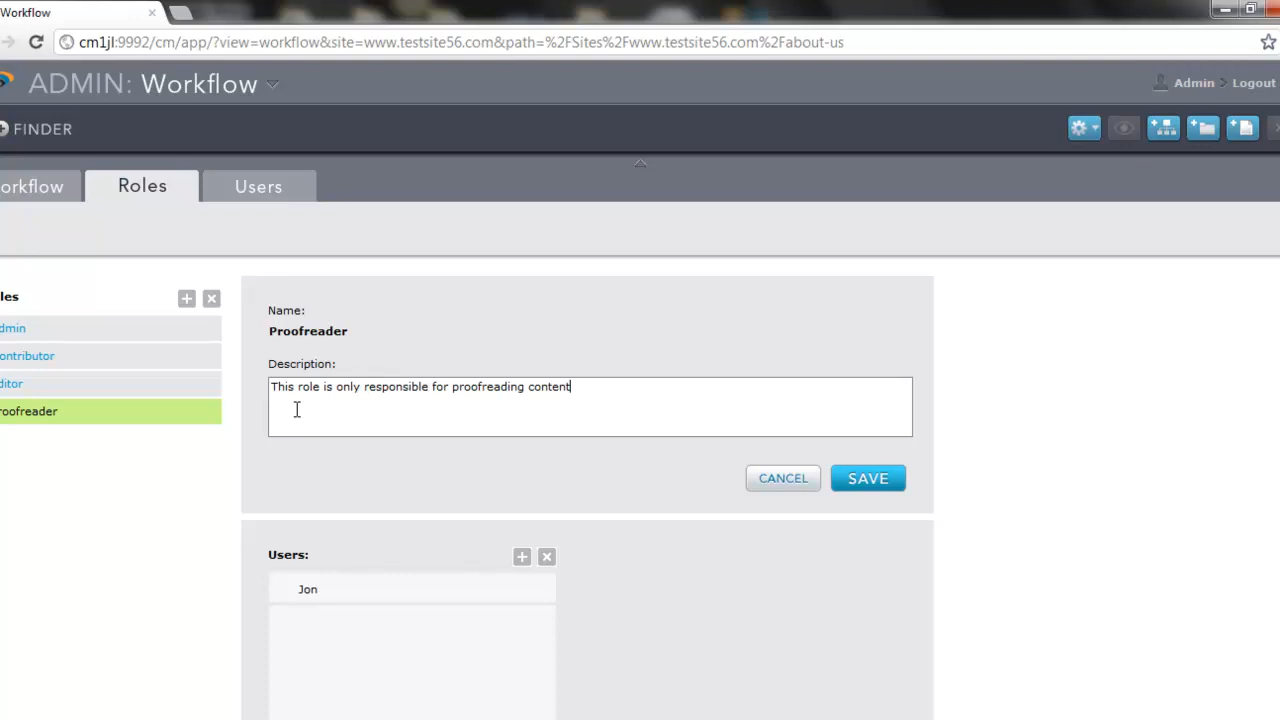 Workflow
cm1jl:9992/cm/app/?view=workflow&site=www.testsite56.com&path=%2FSites%2Fwww.testsite56.com%2Fabout-us
ADMIN: Workflow
Admin > Logout
FINDER
orkflow
Roles
Users
les
dmin
ontributor
ditor
roofreader
Name:
Proofreader
Description:
This role is only responsible for proofreading content
CANCEL
SAVE
Users:
Jon